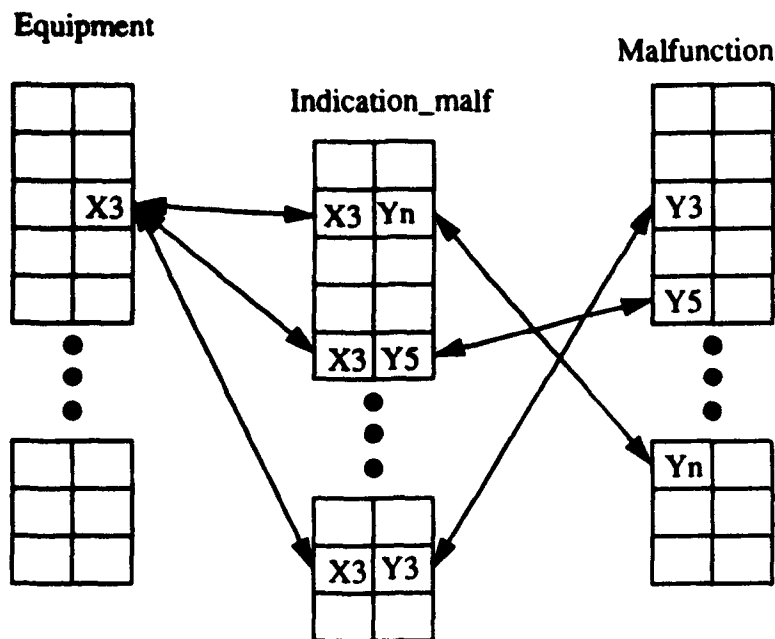 Equipment
Malfunction
Indication_malf
X3
X3 Yn
Y3
Y5
X3 Y5
Yn
X3 Y3